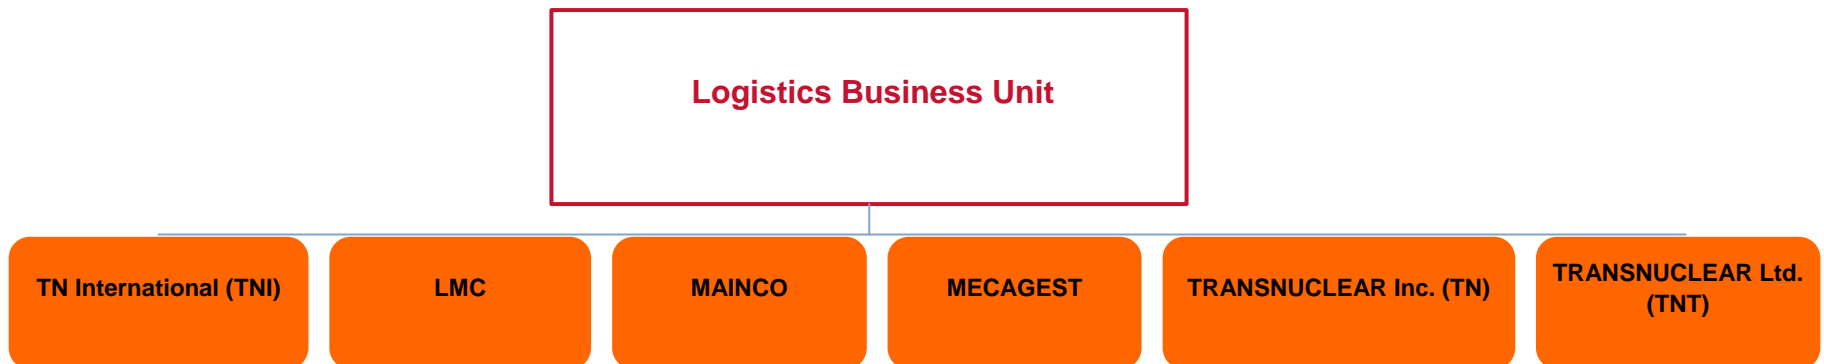 Logistics Business Unit
TN International (TNI)
LMC
MAINCO
MECAGEST
TRANSNUCLEAR Inc. (TN)
TRANSNUCLEAR Ltd.
(TNT)